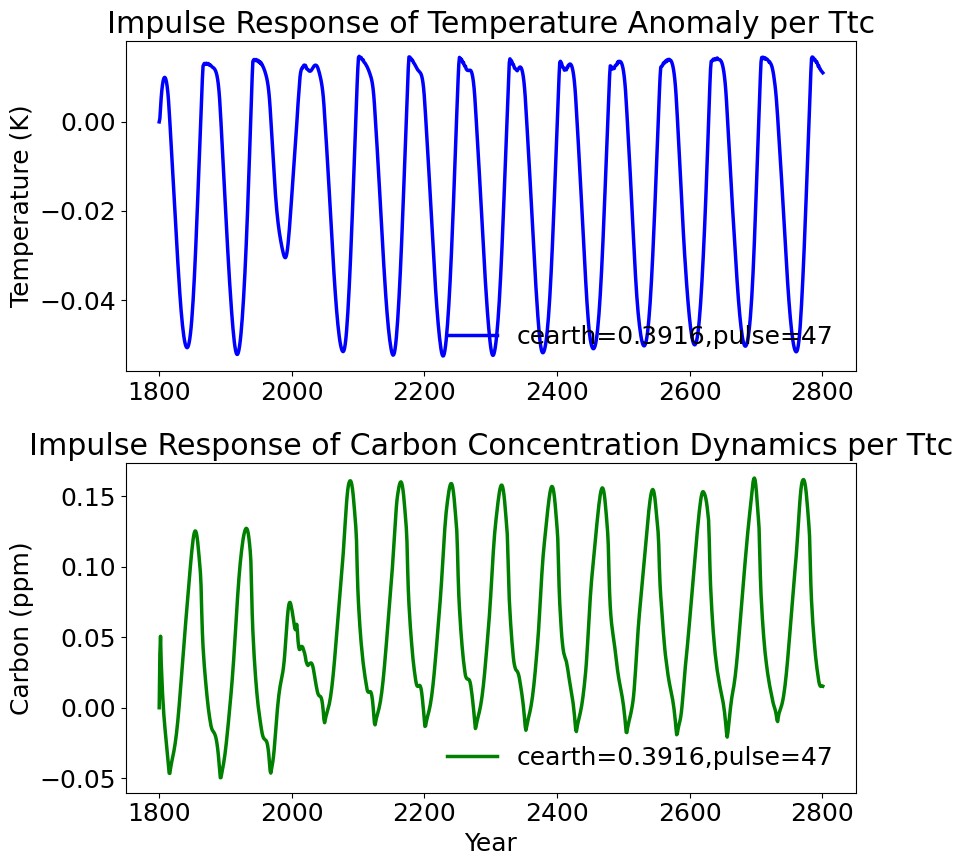 Impulse Response of Temperature Anomaly per Ttc
Temperature (K)
0.00
−0.02
−0.04
cearth=0.3916,pulse=47
1800 2000 2200 2400 2600 2800
Impulse Response of Carbon Concentration Dynamics per Ttc
Carbon (ppm)
0.15
0.10
0.05
0.00
−0.05
cearth=0.3916,pulse=47
1800 2000 2200 2400 2600 2800
Year